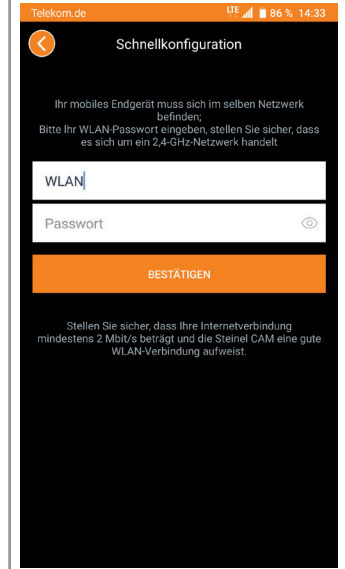 Telekom.de LTE 86 % 14:33
Schnellkonfiguration
Ihr mobiles Endgerät muss sich im selben Netzwerk
befinden;
Bitte Ihr WLAN-Passwort eingeben, stellen Sie sicher, dass
es sich um ein 2,4-GHz-Netzwerk handelt
WLAN
Passwort
BESTÄTIGEN
Stellen Sie sicher, dass Ihre Internetverbindung
mindestens 2 Mbit/s beträgt und die Steinel CAM eine gute
WLAN-Verbindung aufweist.